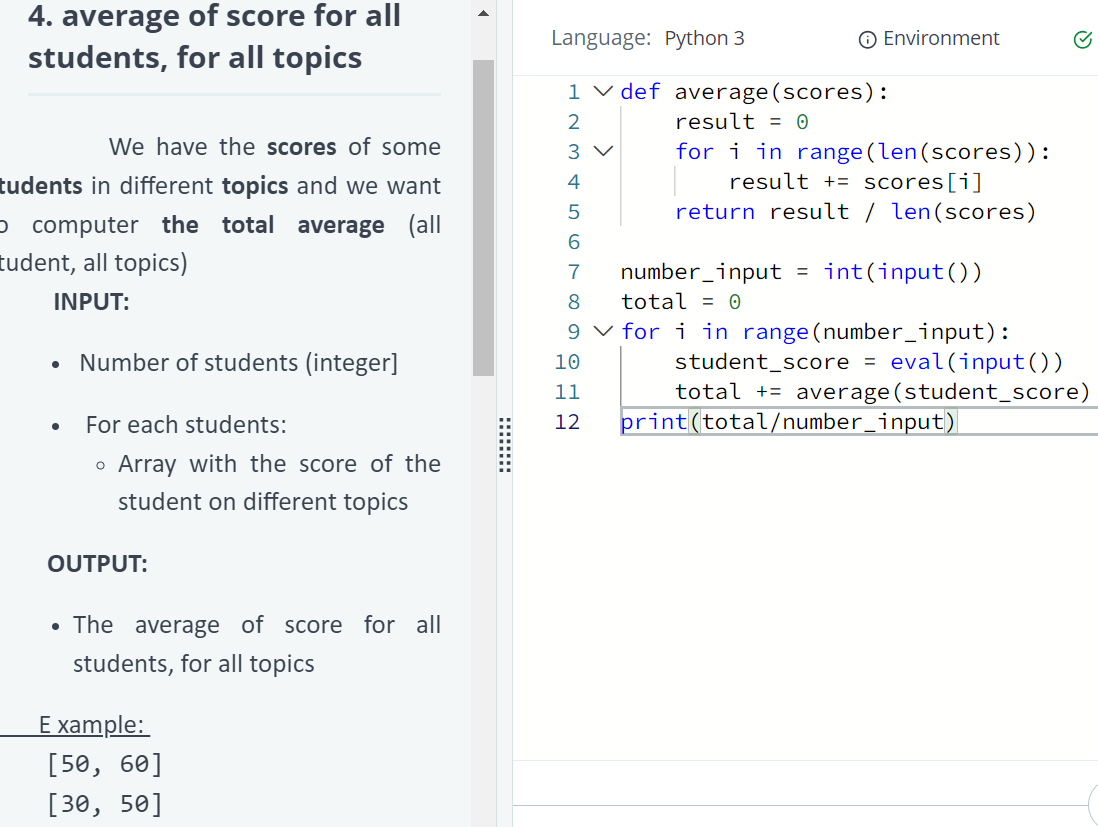 4. average of score for all
students, for all topics
We have the scores of some
tudents in different topics and we want
o computer the total average (all
tudent, all topics)
INPUT:
• Number of students (integer]
• For each students:
○ Array with the score of the
student on different topics
OUTPUT:
• The average of score for all
students, for all topics
E xample:
[50, 60]
[30, 50]
Language: Python 3
Environment
1 def average(scores):
2 result = 0
3 for i in range(len(scores)):
4 result += scores[i]
5 return result / len(scores)
6
7 number_input = int(input())
8 total = 0
9 for i in range(number_input):
10 student_score = eval(input())
11 total += average(student_score)
12 print(total/number_input)